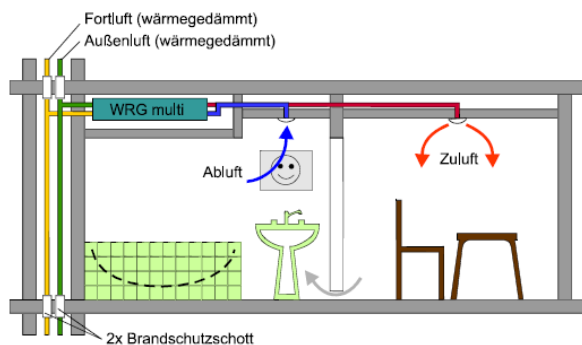 Fortluft (wärmegedämmt)
Außenluft (wärmegedämmt)
WRG multi
Abluft
Zuluft
2x Brandschutzschott